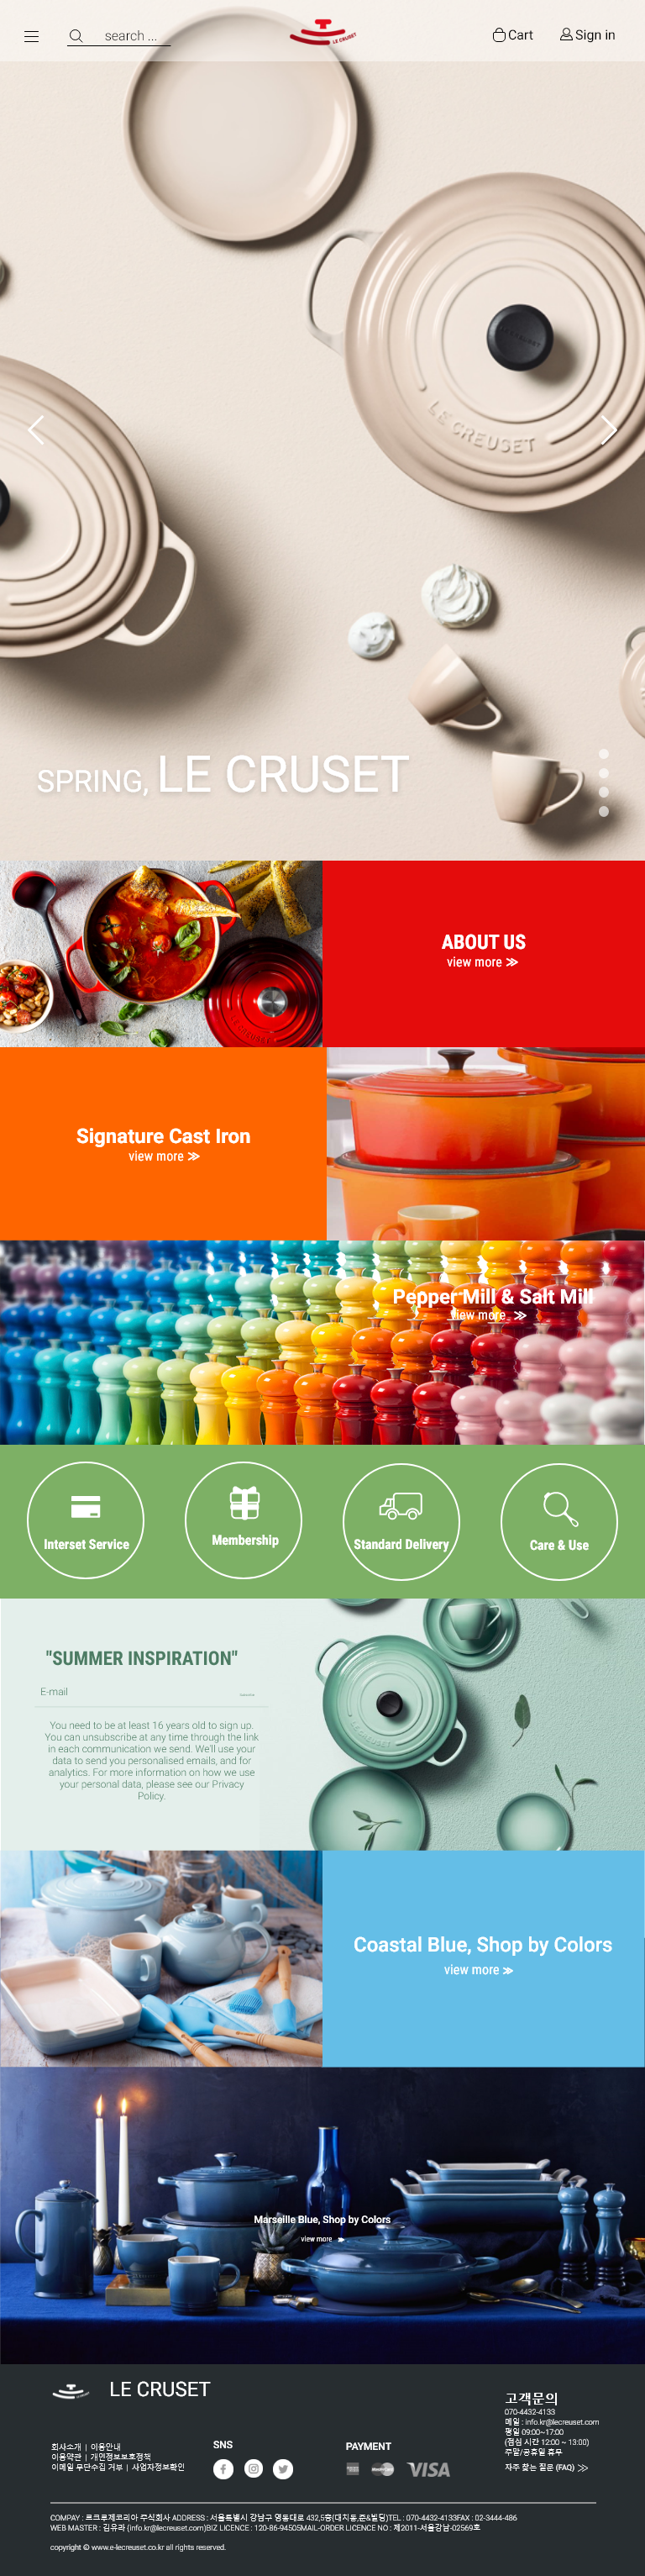 search ...
LE CREUSET
Cart
Sign in
LE CREUSET
LE CREUSET
SPRING, LE CRUSET
ABOUT US
view more ≫
Signature Cast Iron
view more ≫
Pepper Mill & Salt Mill
view more ≫
Interset Service
Membership
Standard Delivery
Care & Use
"SUMMER INSPIRATION"
E-mail
You need to be at least 16 years old to sign up.
You can unsubscribe at any time through the link
in each communication we send. We'll use your
data to send you personalised emails, and for
analytics. For more information on how we use
your personal data, please see our Privacy
Policy.
Coastal Blue, Shop by Colors
view more ≫
Marseille Blue, Shop by Colors
view more ≫
LE CRUSET
회사소개 | 이용안내
이용약관 | 개인정보보호정책
이메일 무단수집 거부 | 사업자정보확인
SNS
PAYMENT
VISA
고객문의
070-4432-4133
메일 : info.kr@lecreuset.com
평일 09:00~17:00
(점심 시간 12:00 ~ 13:00)
주말/공휴일 휴무
자주 찾는 질문 (FAQ) ≫
COMPAY : 르크루제코리아 주식회사 ADDRESS : 서울특별시 강남구 영동대로 432,5층(대치동,준&빌딩)TEL : 070-4432-4133FAX : 02-3444-486
WEB MASTER : 김유라 (info.kr@lecreuset.com)BIZ LICENCE : 120-86-94505MAIL-ORDER LICENCE NO : 제2011-서울강남-02569호
copyright © www.e-lecreuset.co.kr all rights reserved.